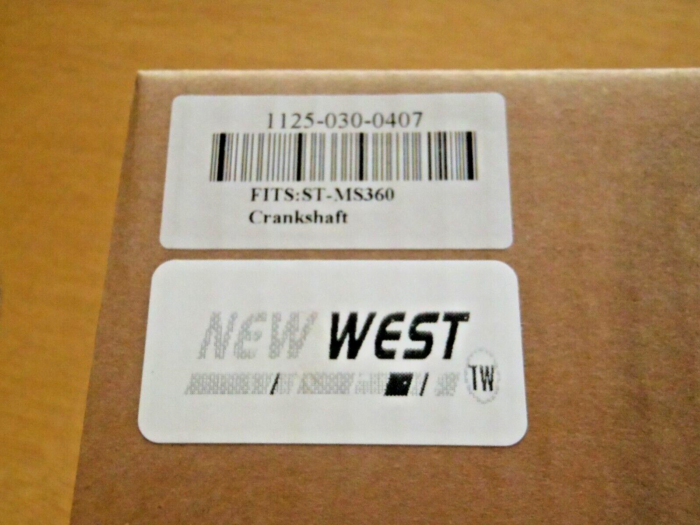 1125-030-0407
FITS:ST-MS360
Crankshaft
NEW WEST
TW